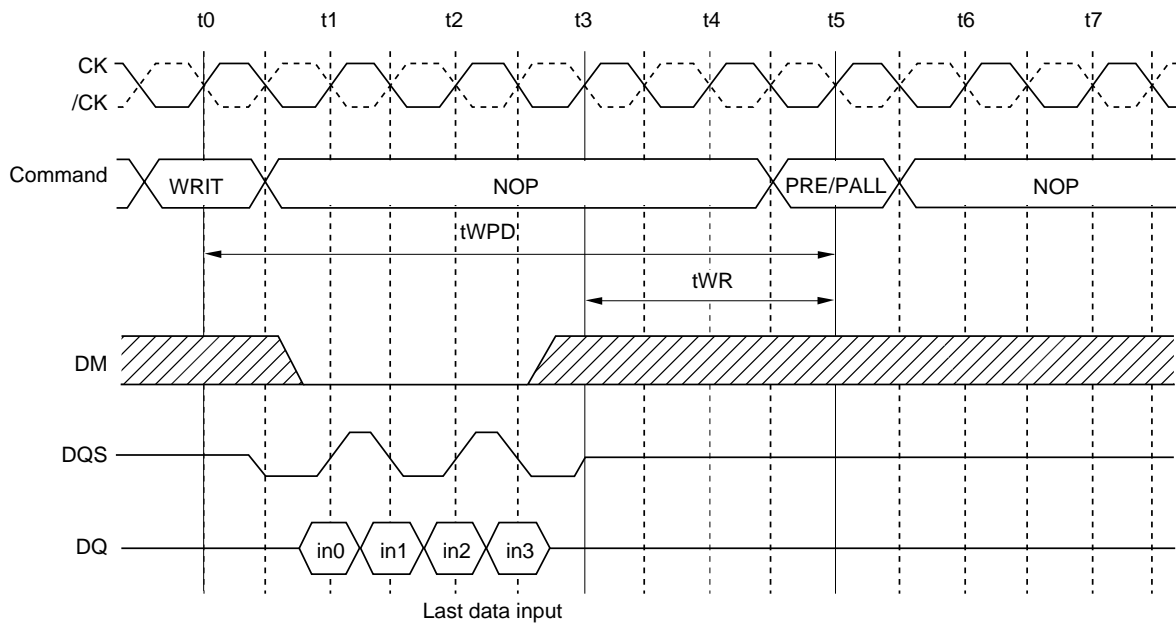 t0 t1 t2 t3 t4 t5 t6 t7
CK
/CK
Command WRIT NOP PRE/PALL NOP
tWPD
tWR
DM
DQS
DQ in0 in1 in2 in3
Last data input